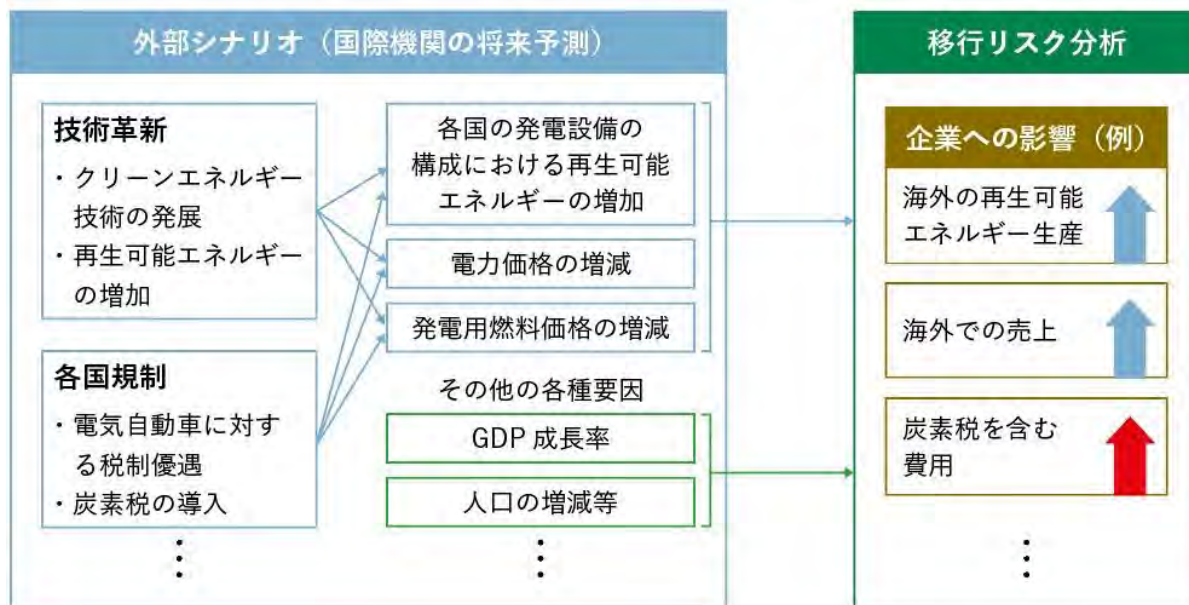 外部シナリオ（国際機関の将来予測）
技術革新
・クリーンエネルギー
技術の発展
・再生可能エネルギー
の増加
各国規制
・電気自動車に対す
る税制優遇
・炭素税の導入
⋮
各国の発電設備の
構成における再生可能
エネルギーの増加
電力価格の増減
発電用燃料価格の増減
その他の各種要因
GDP 成長率
人口の増減等
⋮
移行リスク分析
企業への影響（例）
海外の再生可能
エネルギー生産
海外での売上
炭素税を含む
費用
⋮